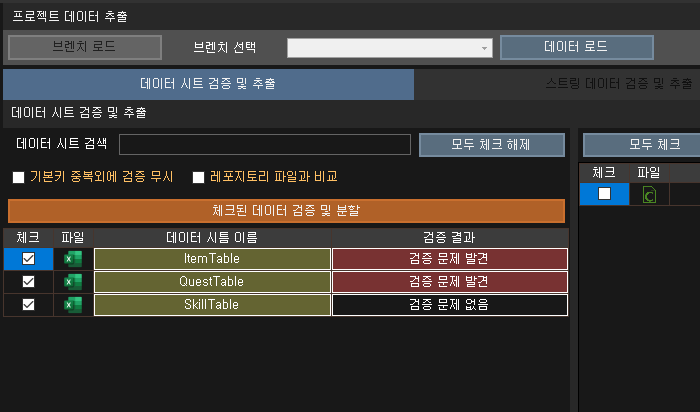 프로젝트 데이터 추출
브렌치 로드 브렌치 선택 데이터 로드
데이터 시트 검증 및 추출 스트링 데이터 검증 및 추출
데이터 시트 검증 및 추출
데이터 시트 검색 모두 체크 해제 모두 체크
기본키 중복외에 검증 무시 레포지토리 파일과 비교
체크 파일
체크된 데이터 검증 및 분할
체크 파일 데이터 시틀 이름 검증 결과
ItemTable 검증 문제 발견
QuestTable 검증 문제 발견
SkillTable 검증 문제 없음